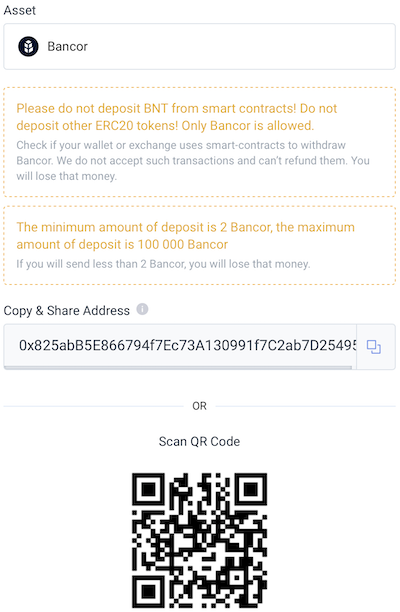 Asset
Bancor
Please do not deposit BNT from smart contracts! Do not
deposit other ERC20 tokens! Only Bancor is allowed.
Check if your wallet or exchange uses smart-contracts to withdraw
Bancor. We do not accept such transactions and can't refund them. You
will lose that money.
The minimum amount of deposit is 2 Bancor, the maximum
amount of deposit is 100 000 Bancor
If you will send less than 2 Bancor, you will lose that money.
Copy & Share Address
0x825abB5E866794f7Ec73A130991f7C2ab7D25495
OR
Scan QR Code